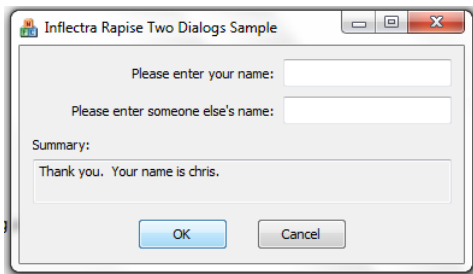 Inflectra Rapise Two Dialogs Sample
Please enter your name:
Please enter someone else's name:
Summary:
Thank you.  Your name is chris.
OK Cancel